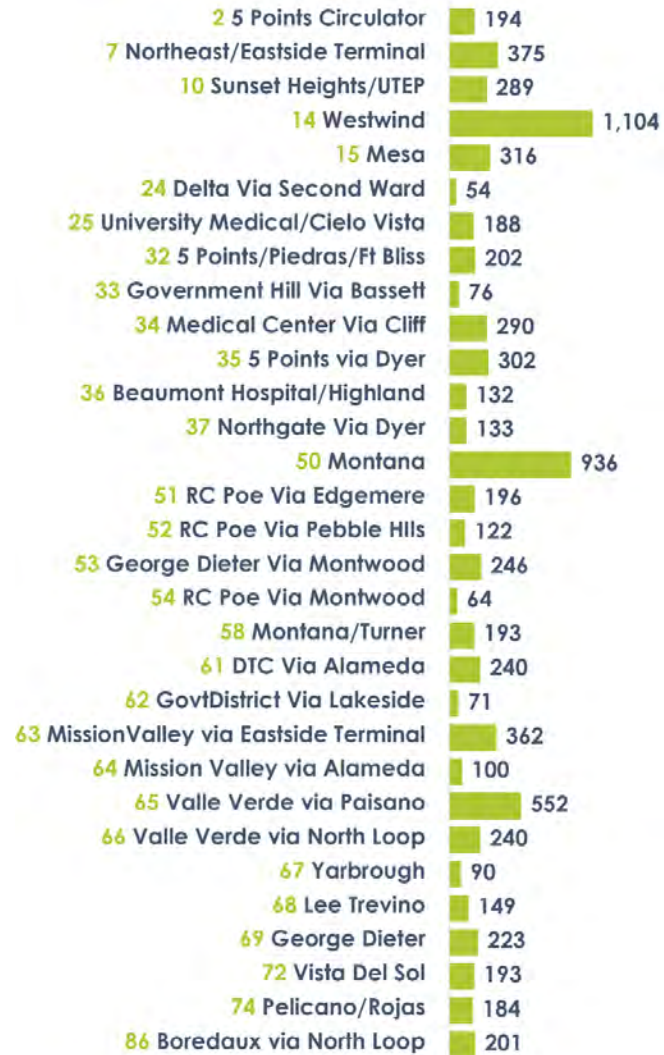 2 5 Points Circulator 194
7 Northeast/Eastside Terminal 375
10 Sunset Heights/UTEP 289
14 Westwind 1,104
15 Mesa 316
24 Delta Via Second Ward 54
25 University Medical/Cielo Vista 188
32 5 Points/Piedras/Ft Bliss 202
33 Government Hill Via Bassett 76
34 Medical Center Via Cliff 290
35 5 Points via Dyer 302
36 Beaumont Hospital/Highland 132
37 Northgate Via Dyer 133
50 Montana 936
51 RC Poe Via Edgemere 196
52 RC Poe Via Pebble HIls 122
53 George Dieter Via Montwood 246
54 RC Poe Via Montwood 64
58 Montana/Turner 193
61 DTC Via Alameda 240
62 GovtDistrict Via Lakeside 71
63 MissionValley via Eastside Terminal 362
64 Mission Valley via Alameda 100
65 Valle Verde via Paisano 552
66 Valle Verde via North Loop 240
67 Yarbrough 90
68 Lee Trevino 149
69 George Dieter 223
72 Vista Del Sol 193
74 Pelicano/Rojas 184
86 Boredaux via North Loop 201